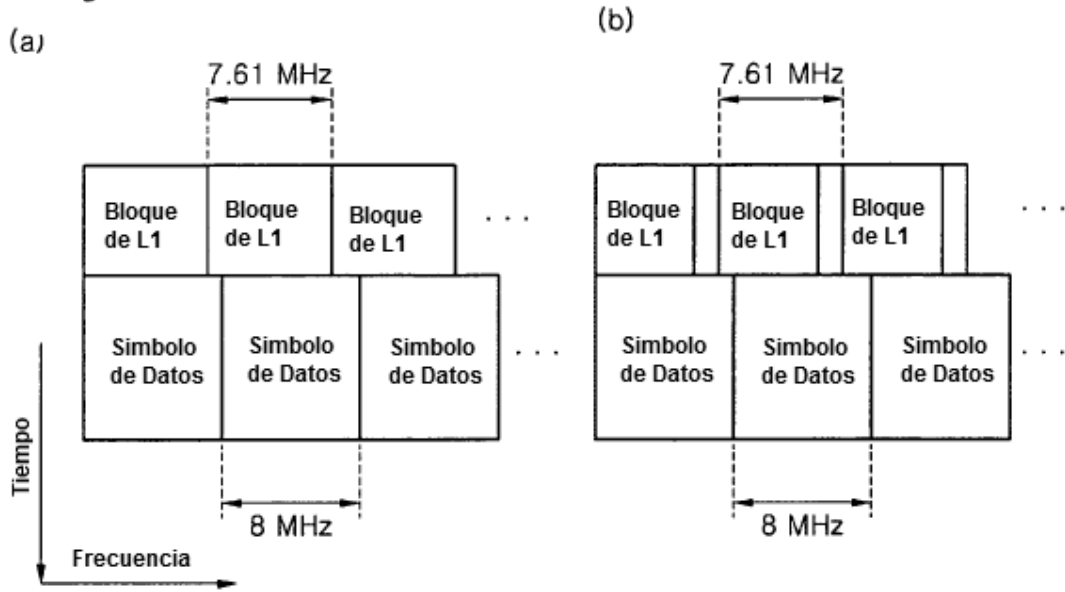 (a)
7.61 MHz
Bloque
de L1
Bloque
de L1
Bloque
de L1
. . .
Simbolo
de Datos
Simbolo
de Datos
Simbolo
de Datos
. . .
8 MHz
Tiempo
Frecuencia
(b)
7.61 MHz
Bloque
de L1
Bloque
de L1
Bloque
de L1
. . .
Simbolo
de Datos
Simbolo
de Datos
Simbolo
de Datos
. . .
8 MHz